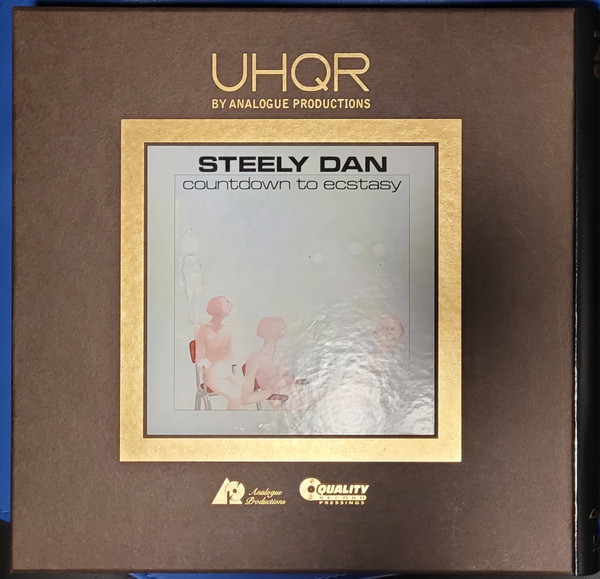 UHQR
BY ANALOGUE PRODUCTIONS
STEELY DAN
countdown to ecstasy
Analogue
Productions
QUALITY
RECORD
PRESSINGS